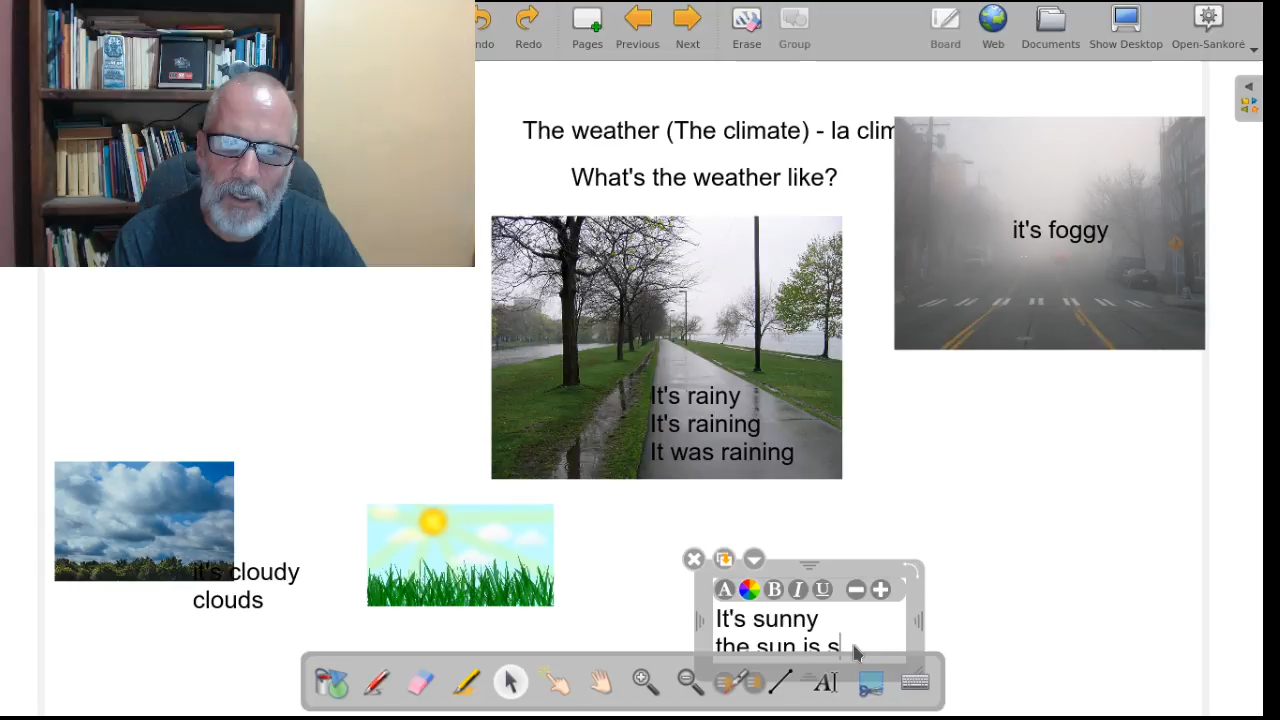 ndo
Redo
Pages
Previous
Next
Erase
Group
Board
Web
Documents
Show Desktop
Open-Sankoré
The weather (The climate) - la clim
What's the weather like?
it's foggy
It's rainy
It's raining
It was raining
it's cloudy
clouds
A B I U
It's sunny
the sun is s
AI